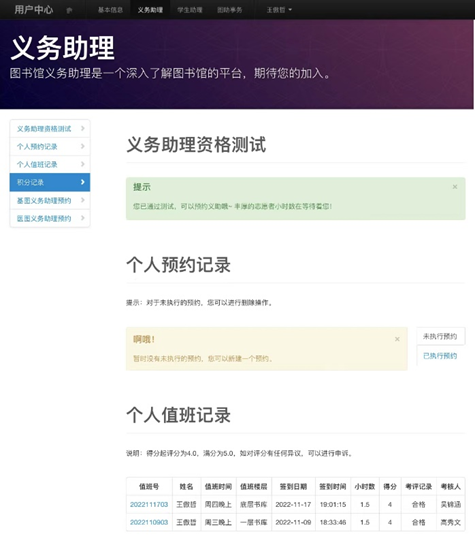 用户中心 基本信息 义务助理 学生助理 图助事务 王傲哲
义务助理
图书馆义务助理是一个深入了解图书馆的平台，期待您的加入。
义务助理资格测试
个人预约记录
个人值班记录
积分记录
基图义务助理预约
医图义务助理预约
义务助理资格测试
提示
您已通过测试，可以预约义助哦~ 丰厚的志愿者小时数在等待着您！
个人预约记录
提示：对于未执行的预约，您可以进行删除操作。
啊哦！
暂时没有未执行的预约，您可以新建一个预约。
未执行预约
已执行预约
个人值班记录
说明：得分起评分为4.0，满分为5.0，如对评分有任何异议，可以进行申诉。
值班号 姓名 值班时间 值班楼层 签到日期 签到时间 小时数 得分 考评记录 考核人
2022111703 王傲哲 周四晚上 底层书库 2022-11-17 19:01:15 1.5 4 合格 吴锦涵
2022110903 王傲哲 周三晚上 一层书库 2022-11-09 18:33:46 1.5 4 合格 高秀文